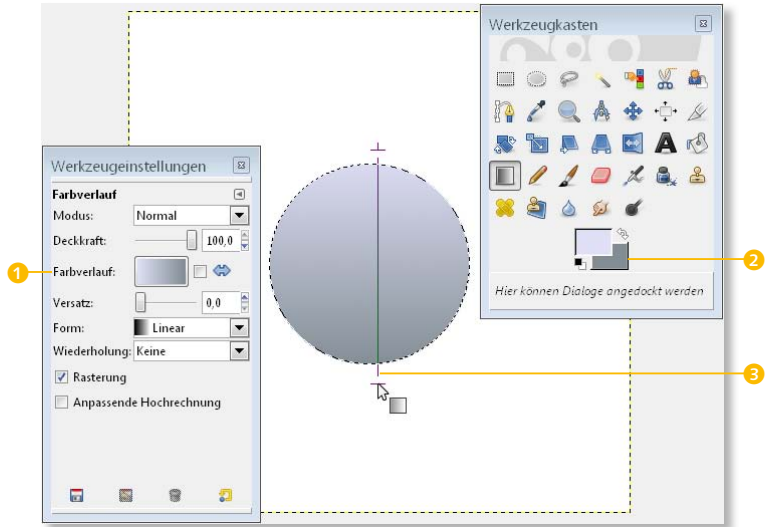 Werkzeugkasten
Werkzeugeinstellungen
Farbverlauf
Modus: Normal
Deckkraft: 100,0
1 Farbverlauf:
Versatz: 0,0
Form: Linear
Wiederholung: Keine
Rasterung
Anpassende Hochrechnung
A
2
Hier können Dialoge angedockt werden
3